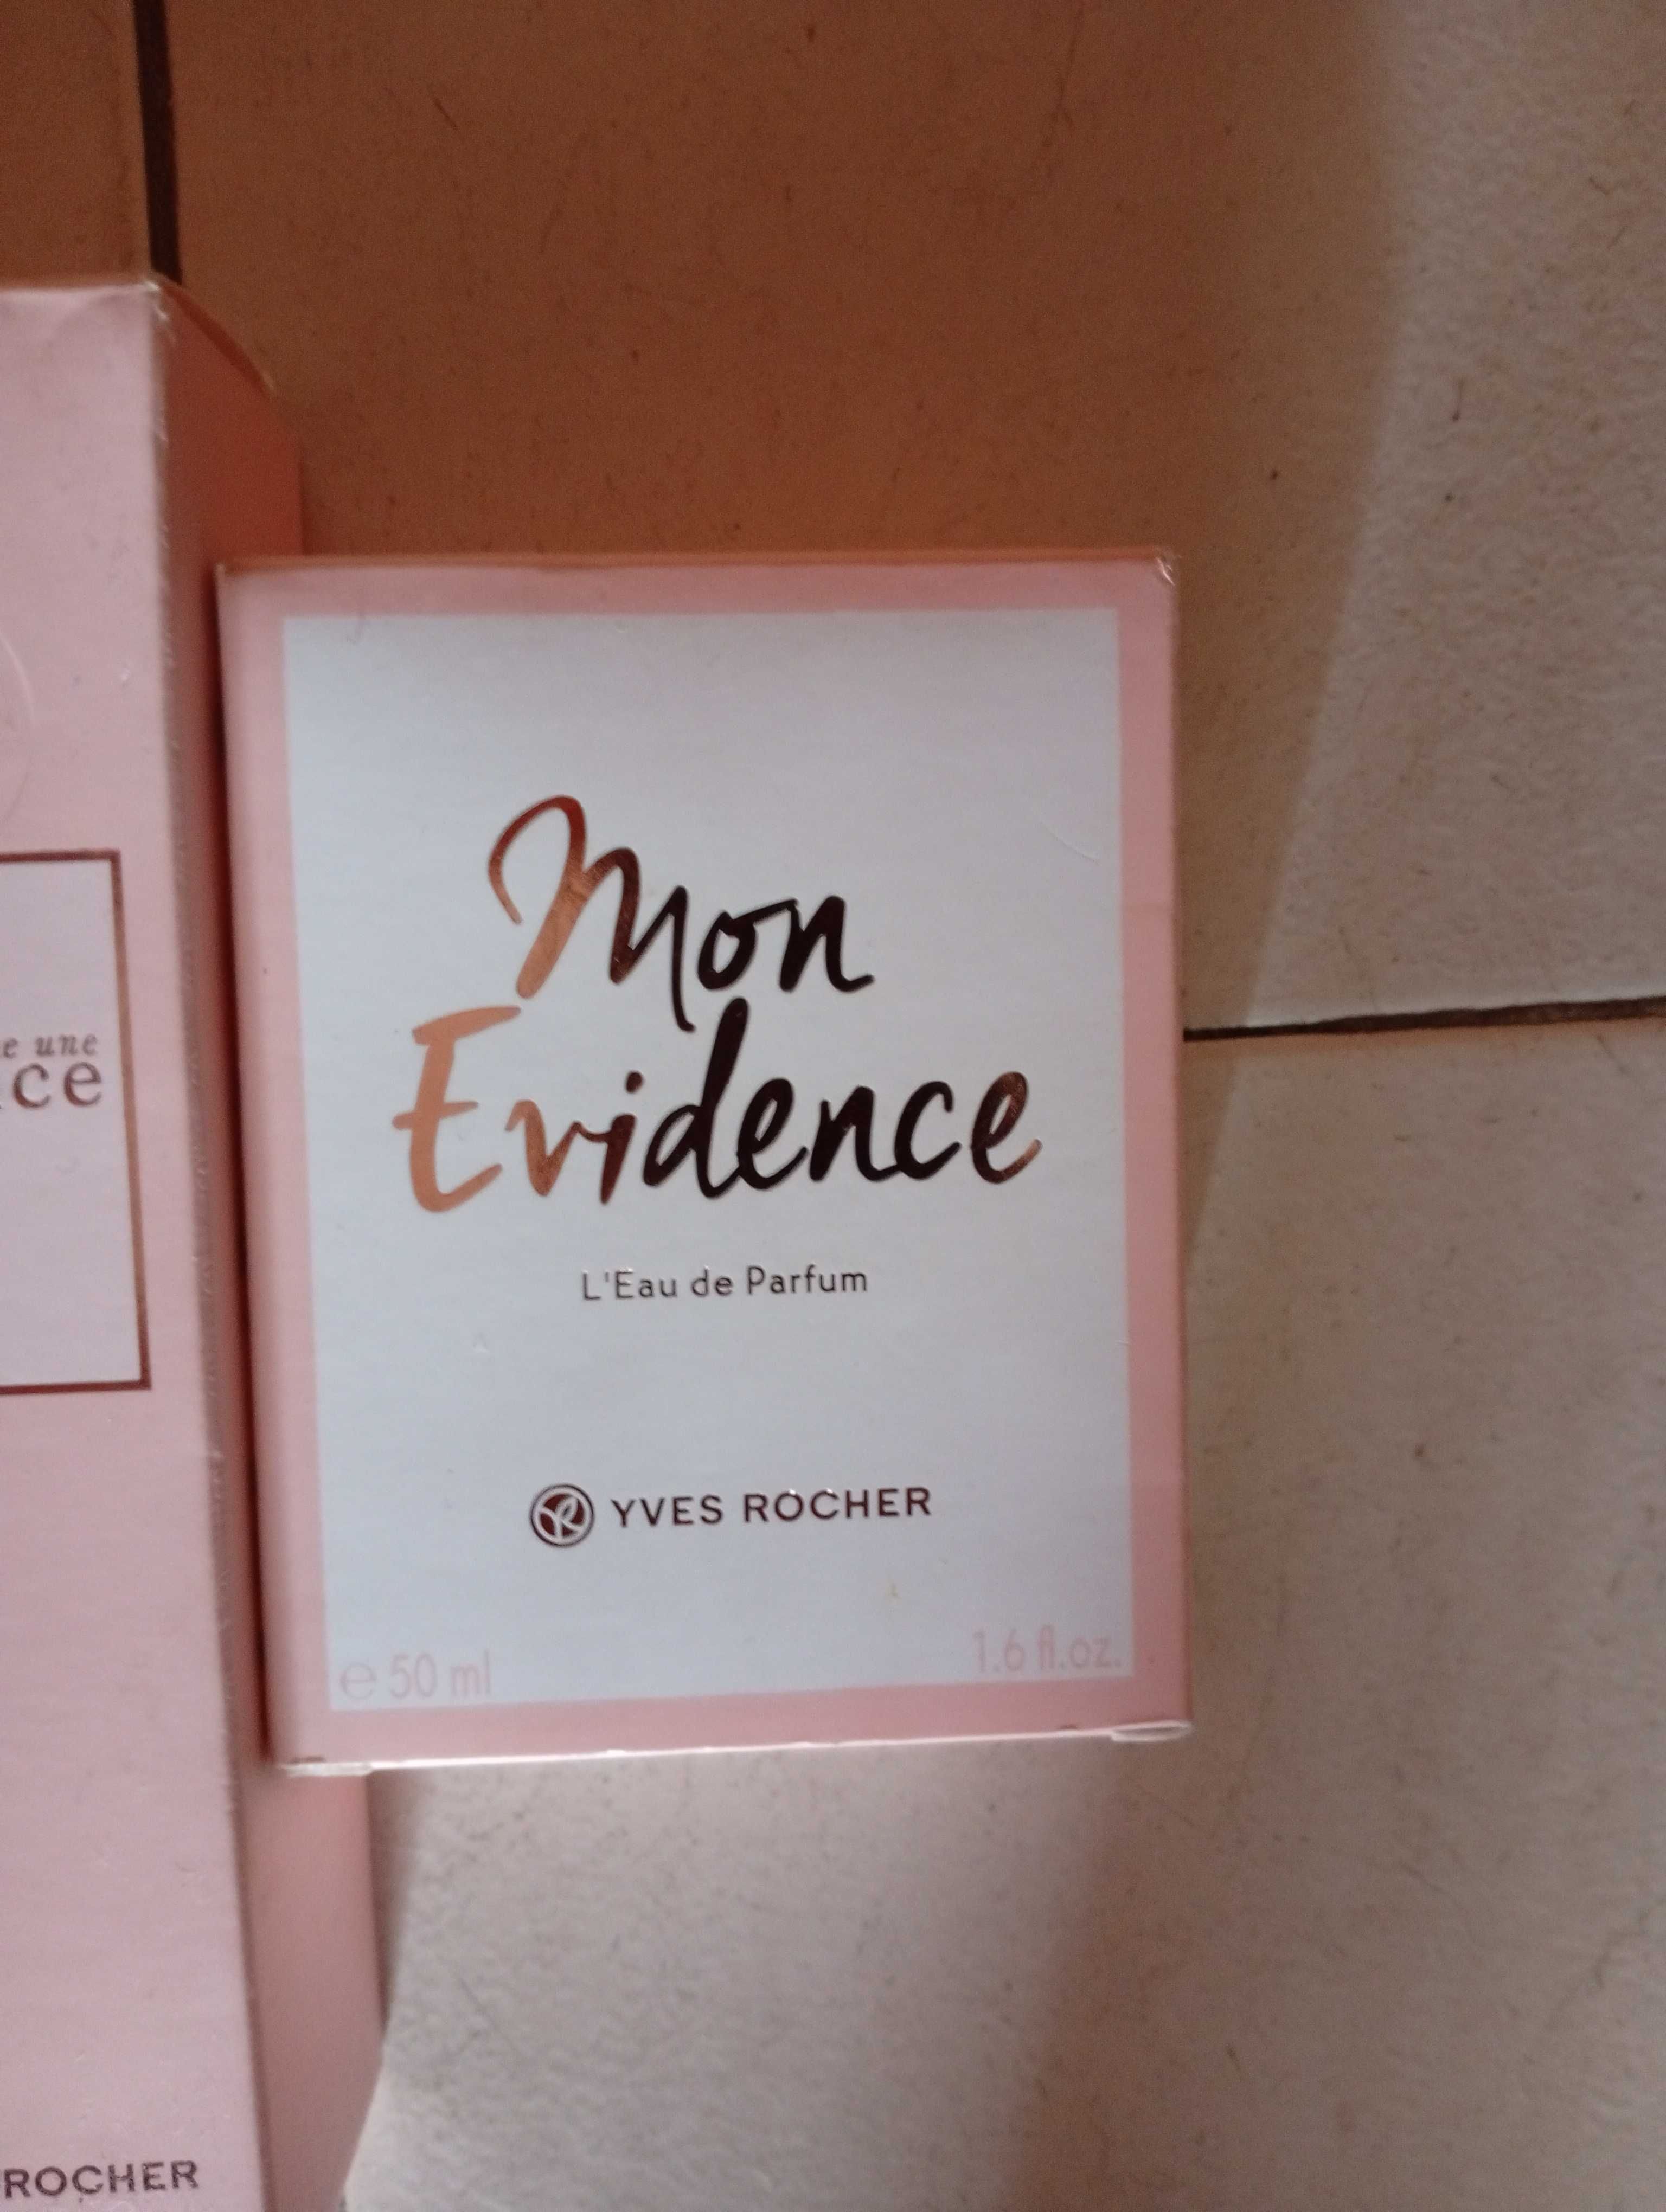 e une
ce
ROCHER
Mon
Evidence
L'Eau de Parfum
YVES ROCHER
e 50 ml
1.6 fl.oz.